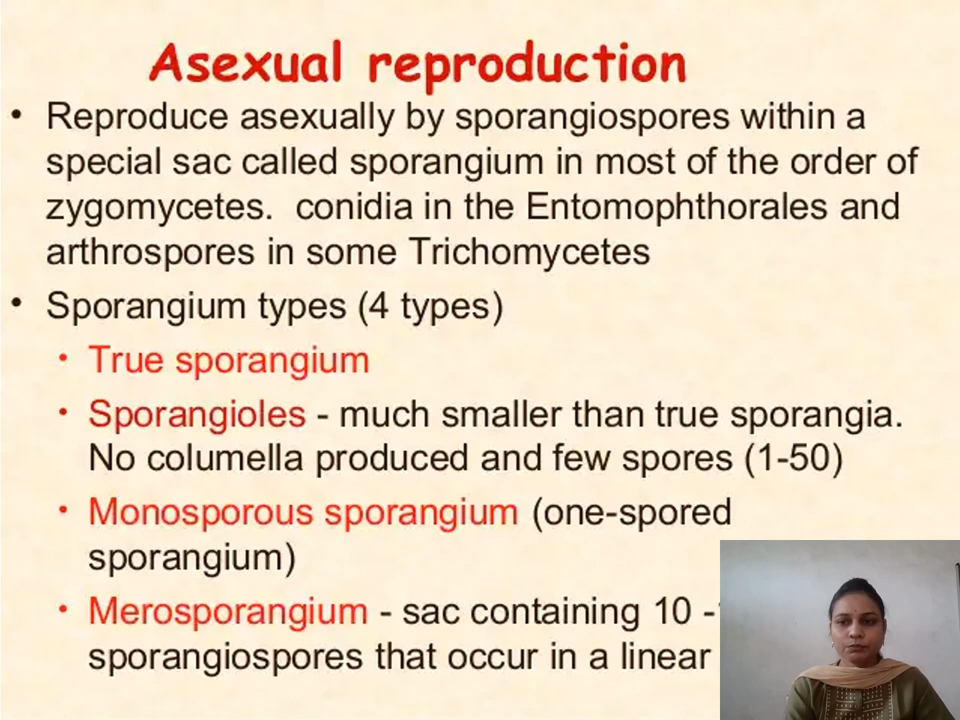 Asexual reproduction
• Reproduce asexually by sporangiospores within a
special sac called sporangium in most of the order of
zygomycetes.  conidia in the Entomophthorales and
arthrospores in some Trichomycetes
• Sporangium types (4 types)
• True sporangium
• Sporangioles - much smaller than true sporangia.
No columella produced and few spores (1-50)
• Monosporous sporangium (one-spored
sporangium)
• Merosporangium - sac containing 10 -
sporangiospores that occur in a linear